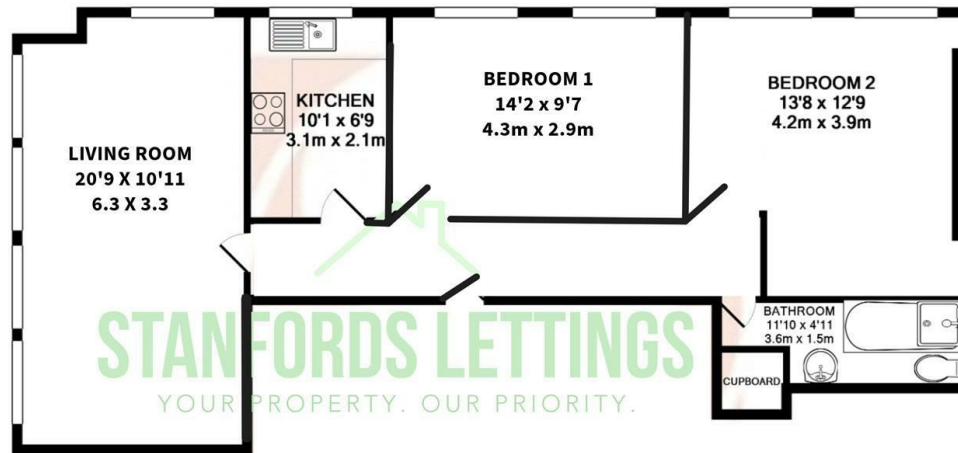 LIVING ROOM
20'9 X 10'11
6.3 X 3.3
KITCHEN
10'1 x 6'9
3.1m x 2.1m
BEDROOM 1
14'2 x 9'7
4.3m x 2.9m
BEDROOM 2
13'8 x 12'9
4.2m x 3.9m
BATHROOM
11'10 x 4'11
3.6m x 1.5m
CUPBOARD
STANFORDS LETTINGS
YOUR PROPERTY. OUR PRIORITY.